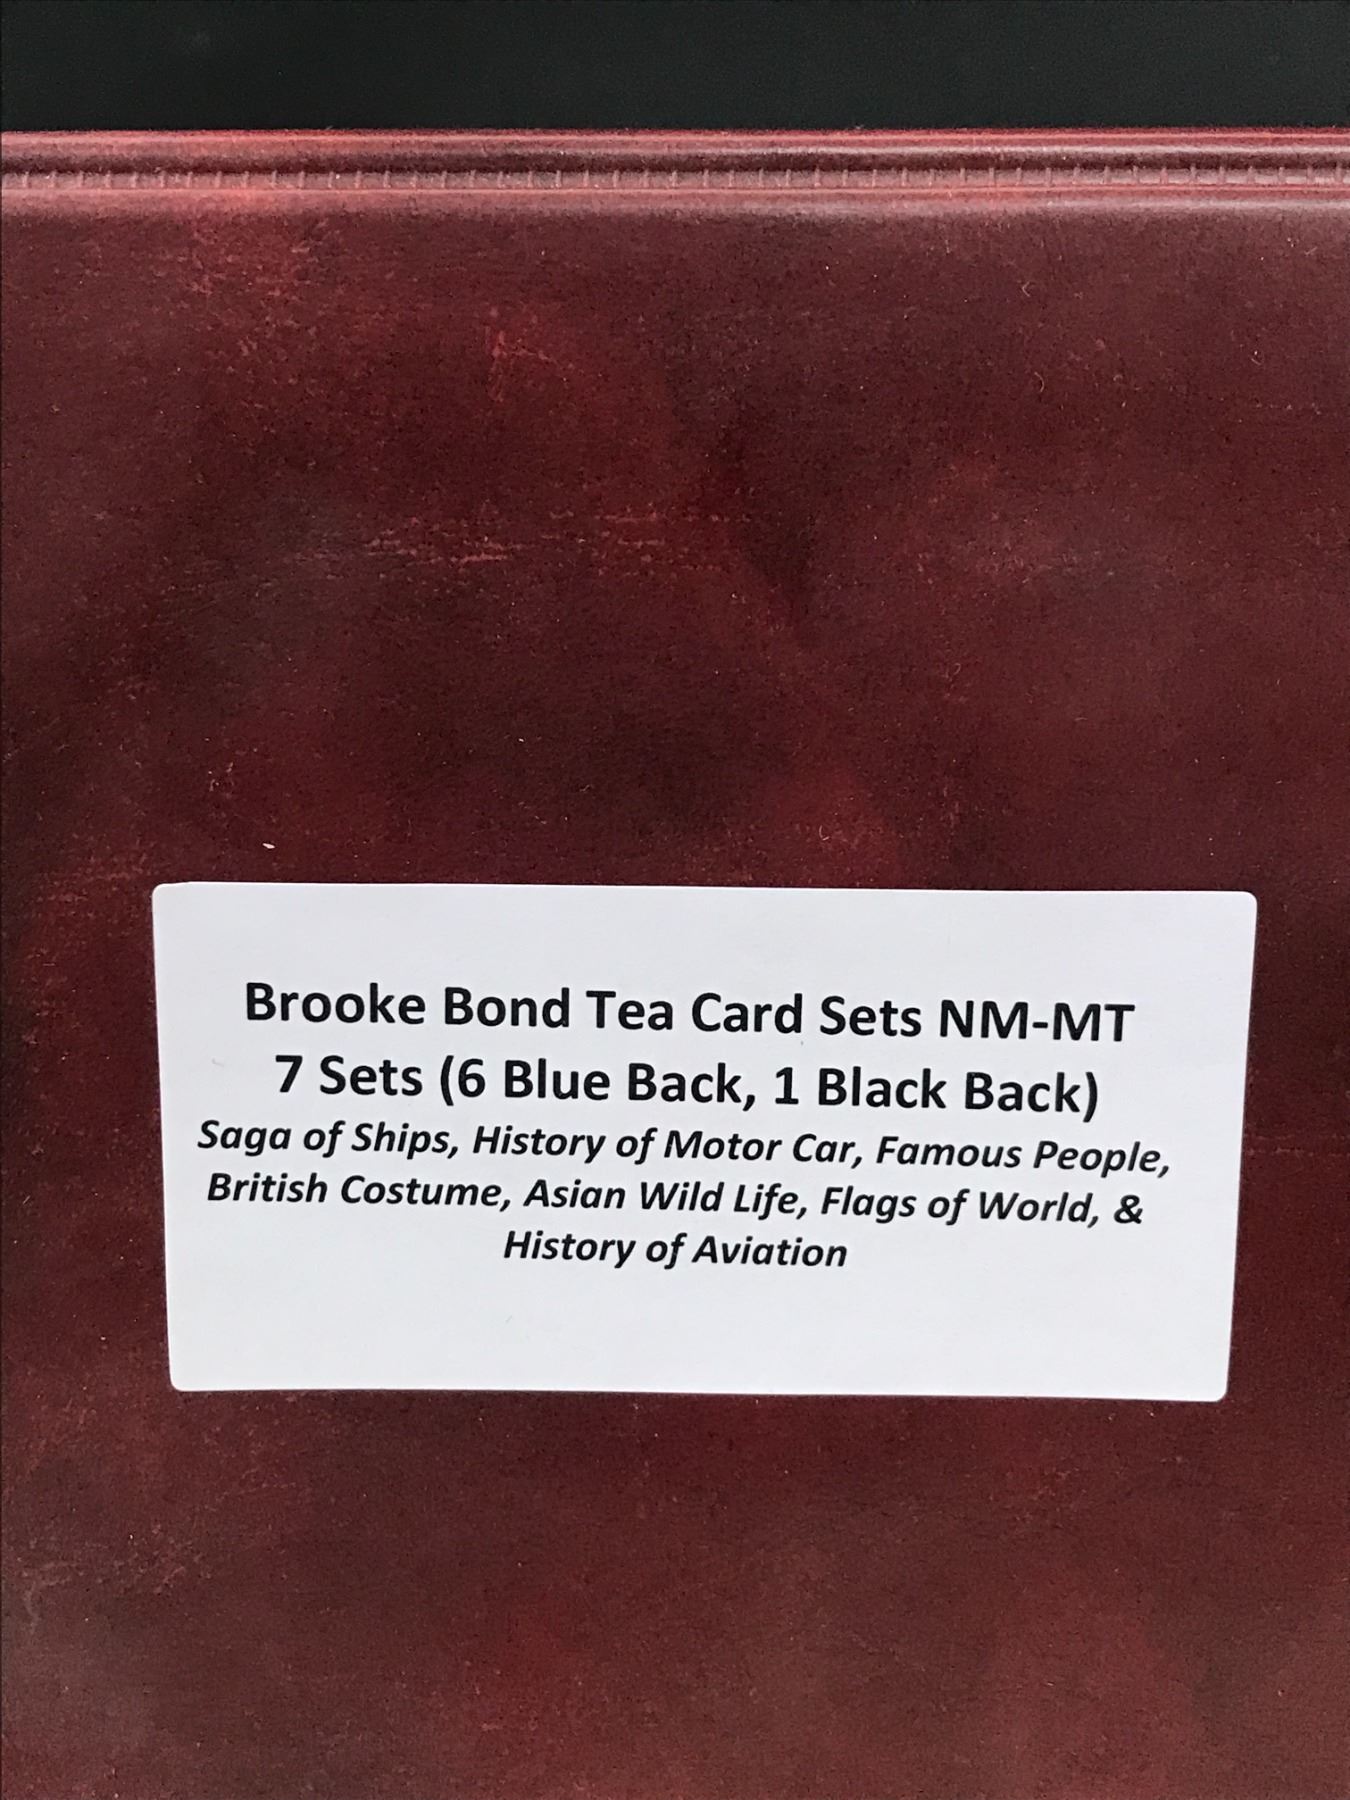 Brooke Bond Tea Card Sets NM-MT
7 Sets (6 Blue Back, 1 Black Back)
Saga of Ships, History of Motor Car, Famous People,
British Costume, Asian Wild Life, Flags of World, &
History of Aviation